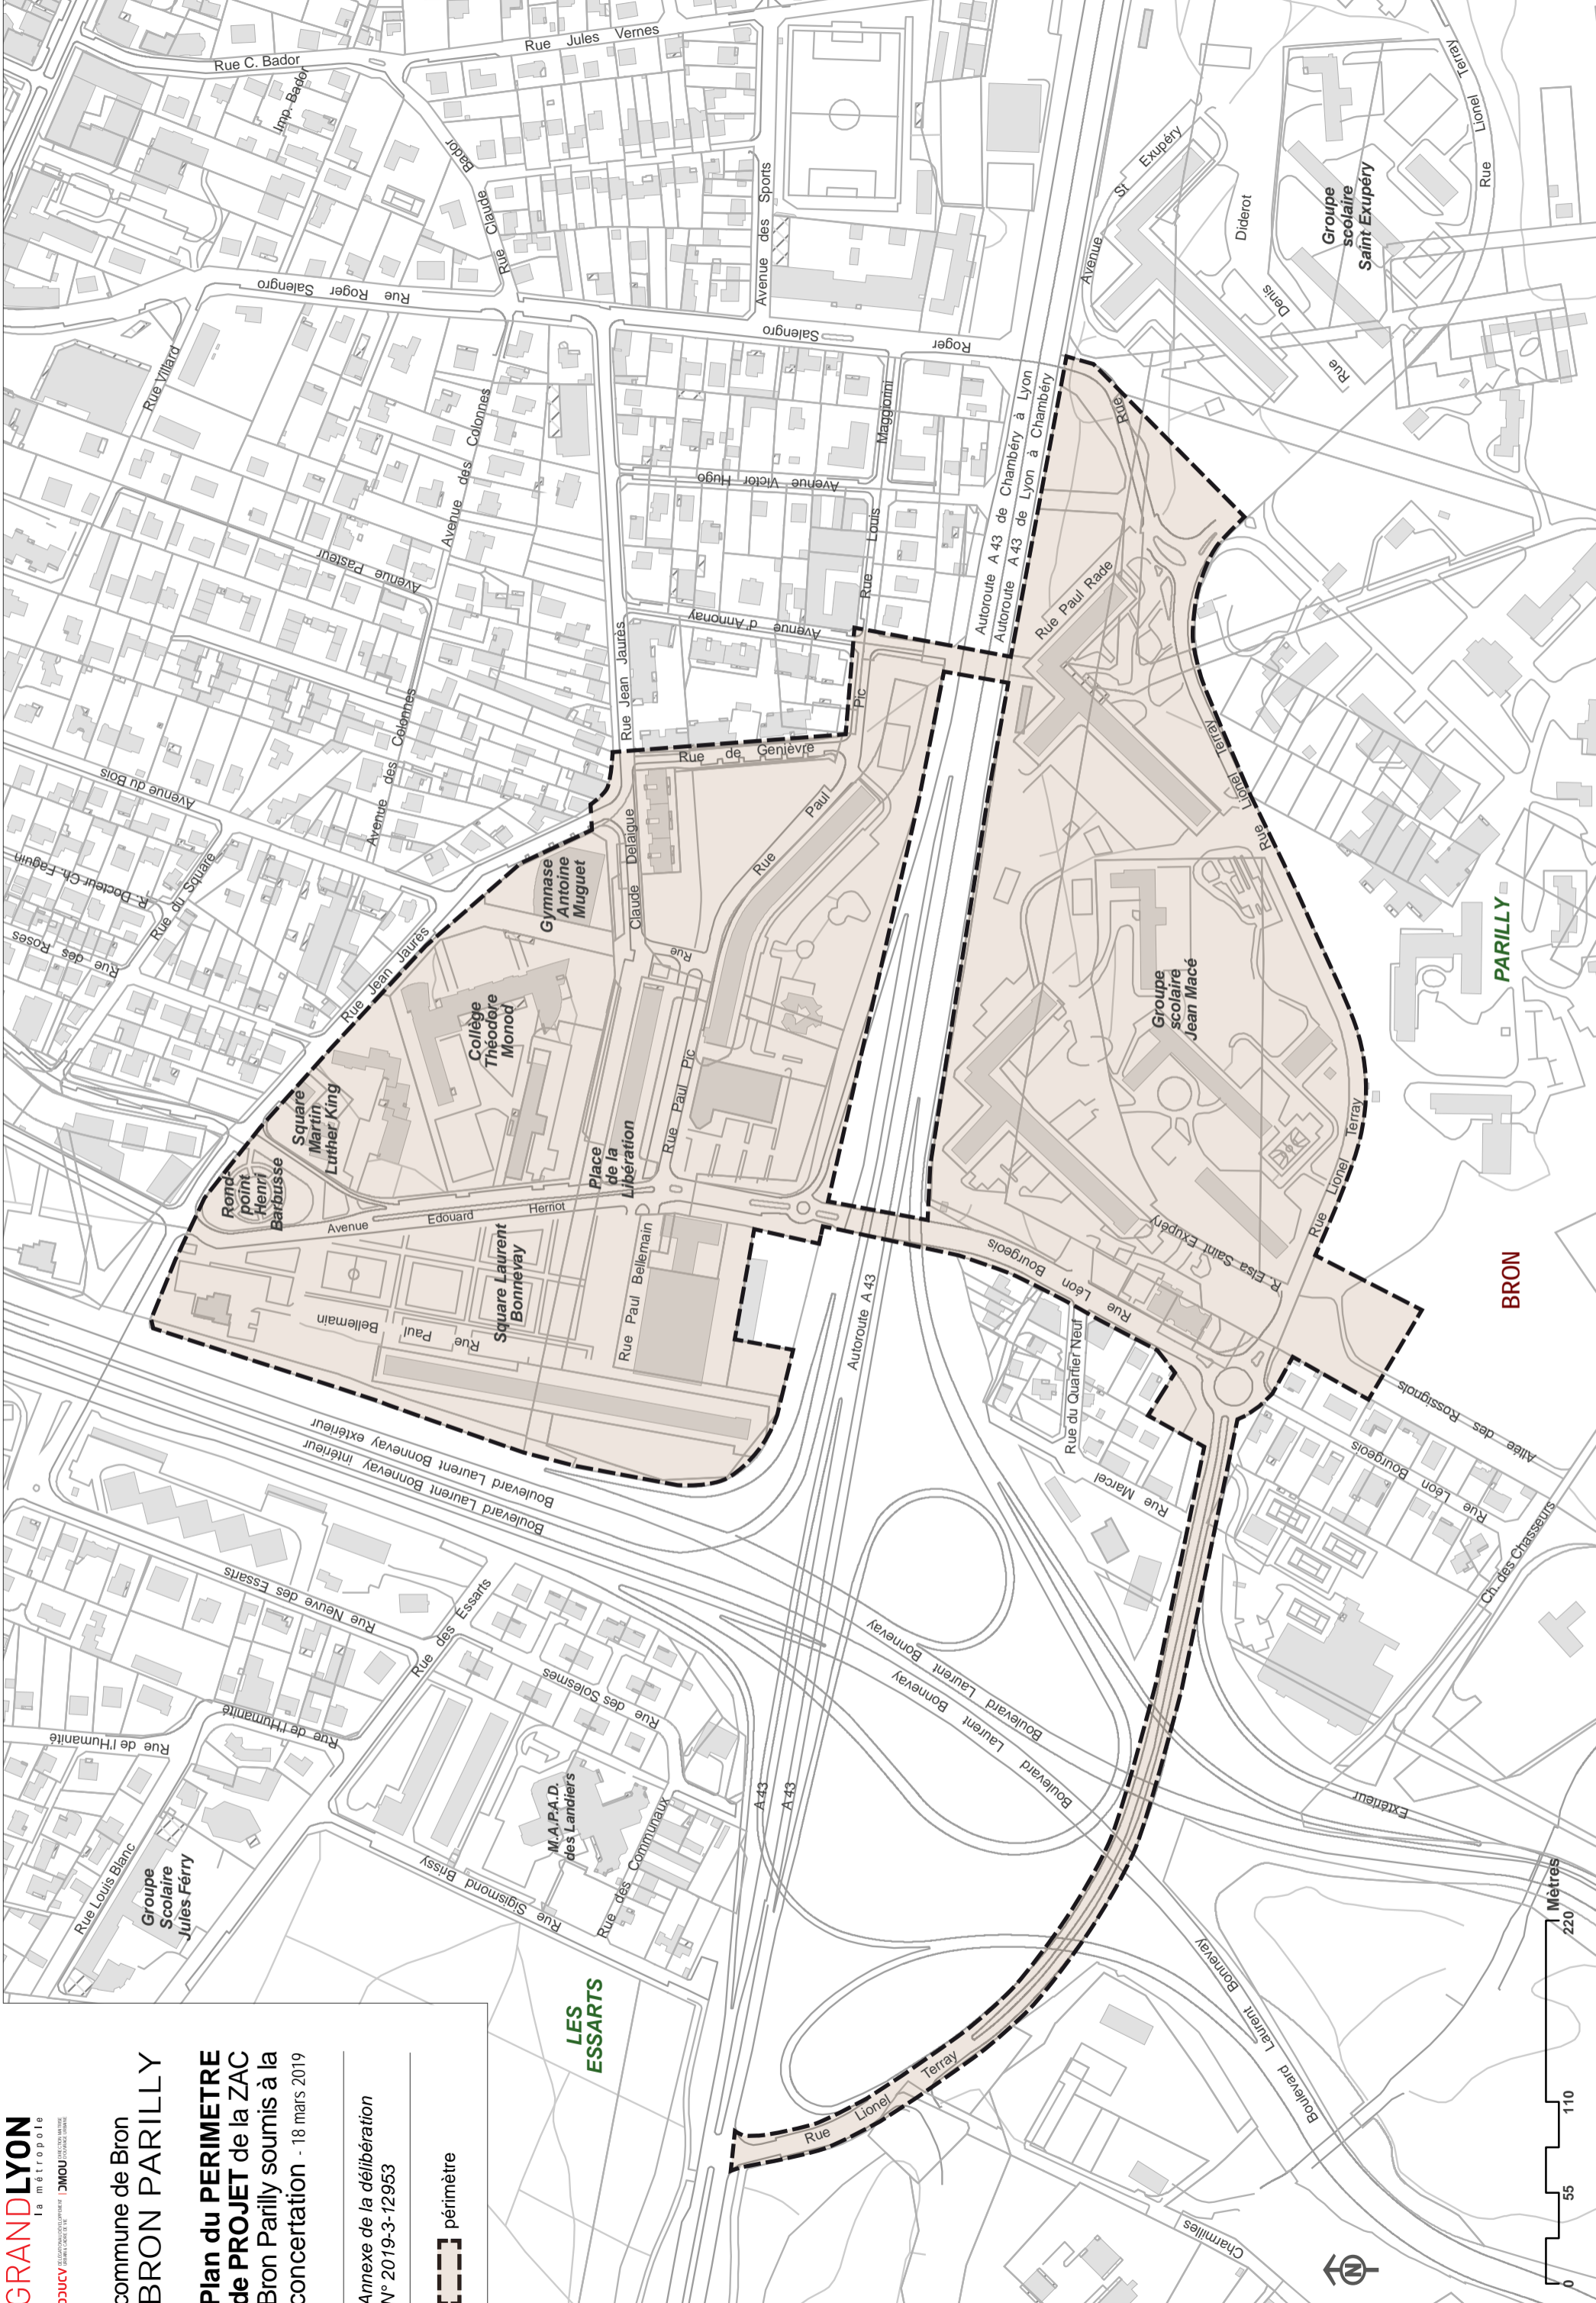 GRANDLYON
la métropole
commune de Bron
BRON PARILLY
Plan du PERIMETRE
de PROJET de la ZAC
Bron Parilly soumis à la
concertation - 18 mars 2019
Annexe de la délibération
N° 2019-3-12953
périmètre
Rue C. Bador
Imp. Bador
Rue Jules Vernes
Rue Claude Bador
Avenue des Sports
Rue Roger Salengro
Roger Salengro
Rue Villard
Avenue des Colonnes
Avenue des Colonnes
Avenue Pasteur
Avenue du Bois
R. Docteur Ch. Faguin
Rue du Square
Rue des Roses
Rue Jean Jaurès
Rue Jean Jaurès
Avenue Victor Hugo
Maggiorini
Rue Louis
Pic
Avenue d'Annonay
Rue de Genièvre
Claude Delaigue
Rue
Rue Paul
Rue Paul Pic
Gymnase
Antoine
Muguet
Collège
Théodore
Monod
Square
Martin
Luther King
Rond-
point
Henri
Barbusse
Place
de la
Libération
Avenue Edouard Herriot
Square Laurent
Bonnevay
Rue Paul Bellemain
Rue Paul Bellemain
Boulevard Laurent Bonnevay extérieur
Boulevard Laurent Bonnevay intérieur
Autoroute A 43 de Chambéry à Lyon
Autoroute A 43 de Lyon à Chambéry
Autoroute A 43
A 43
A 43
Avenue St Exupéry
Diderot
Denis
Rue
Groupe
scolaire
Saint Exupéry
Rue Lionel Terray
Rue
Rue Paul Rade
Rue Lionel Terray
Groupe
scolaire
Jean Macé
Rue Lionel Terray
R. Elsa Saint Exupéry
Rue Léon Bourgeois
Rue du Quartier Neuf
Rue Marcel
Rue Léon Bourgeois
Allée des Rossignols
Ch. des Chasseurs
PARILLY
BRON
Rue Neuve des Essarts
Rue des Essarts
Rue des Solesmes
Rue de l'Humanité
Rue de l'Humanité
Rue Louis Blanc
Groupe
Scolaire
Jules Férry
Rue Sigismond Brissy
M.A.P.A.D.
des Landiers
Rue des Communaux
LES
ESSARTS
Boulevard Laurent Bonnevay
Boulevard Laurent Bonnevay
Extérieur
Boulevard Laurent Bonnevay
Rue Lionel Terray
Charmilles
N
0 55 110 220
Mètres